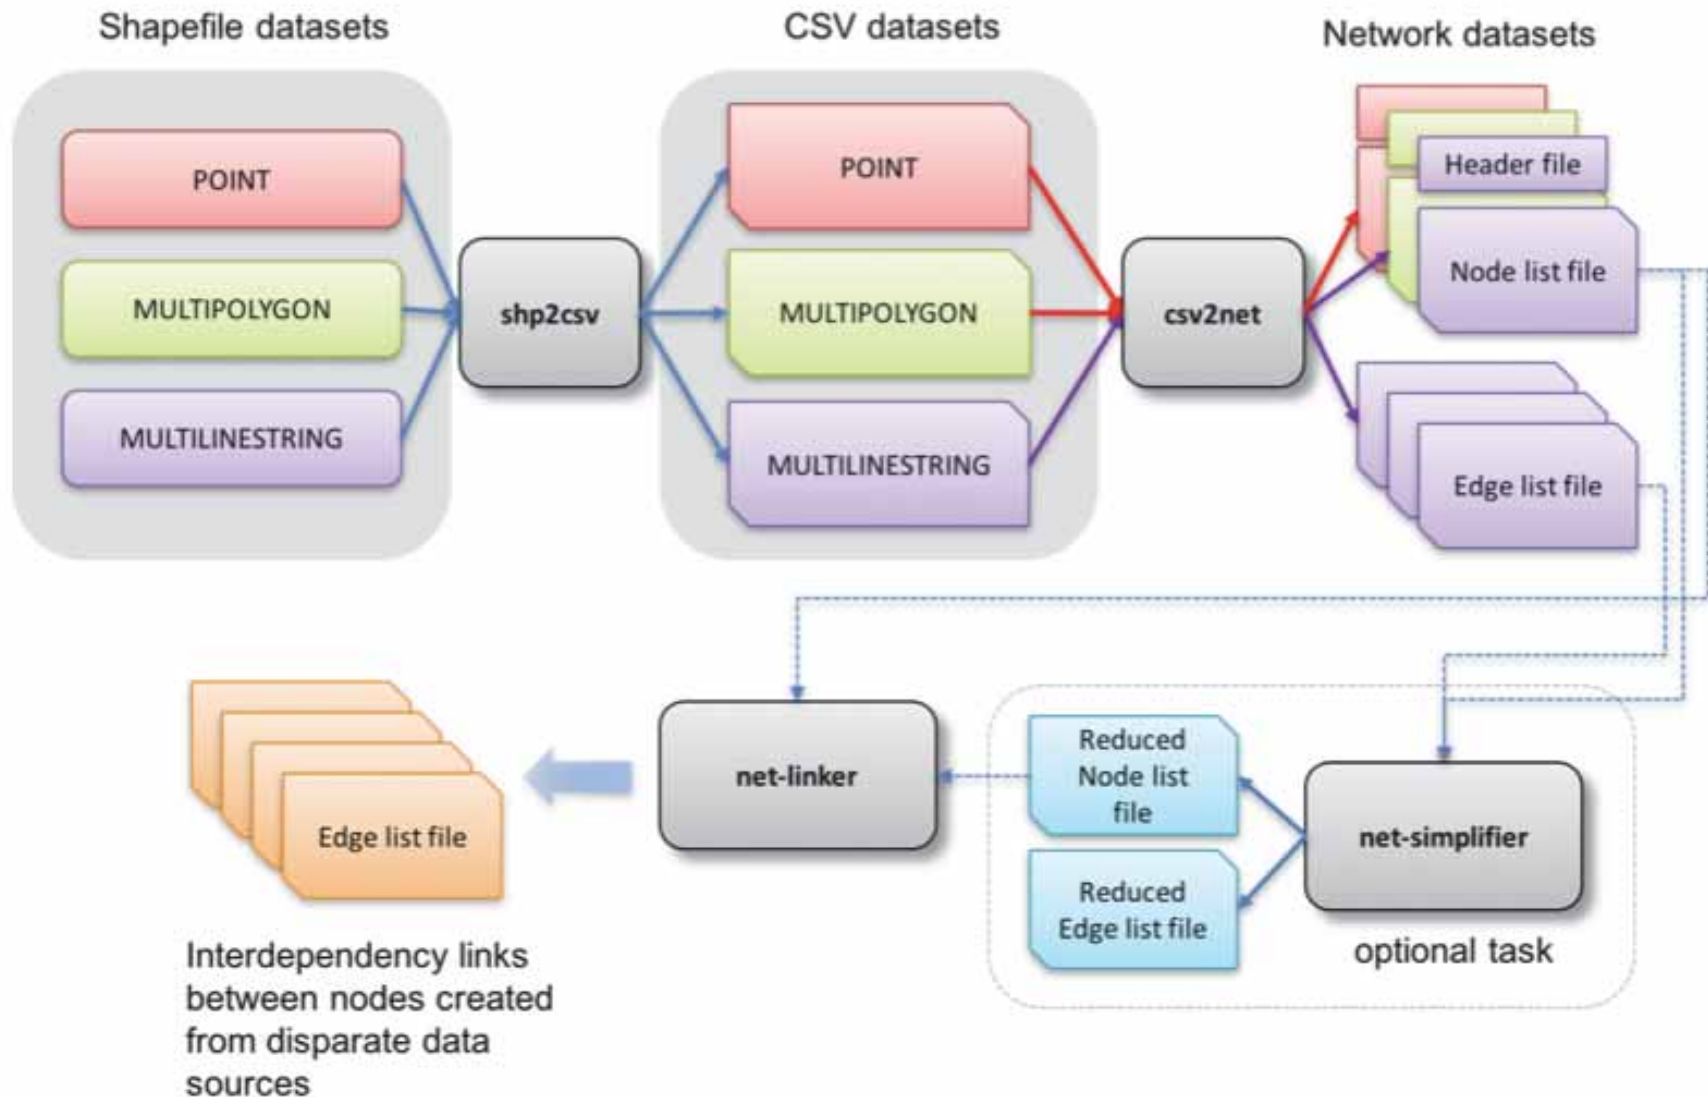 Shapefile datasets
CSV datasets
Network datasets
POINT
MULTIPOLYGON
MULTILINESTRING
shp2csv
POINT
MULTIPOLYGON
MULTILINESTRING
csv2net
Header file
Node list file
Edge list file
Edge list file
net-linker
Reduced
Node list
file
Reduced
Edge list file
net-simplifier
optional task
Interdependency links
between nodes created
from disparate data
sources